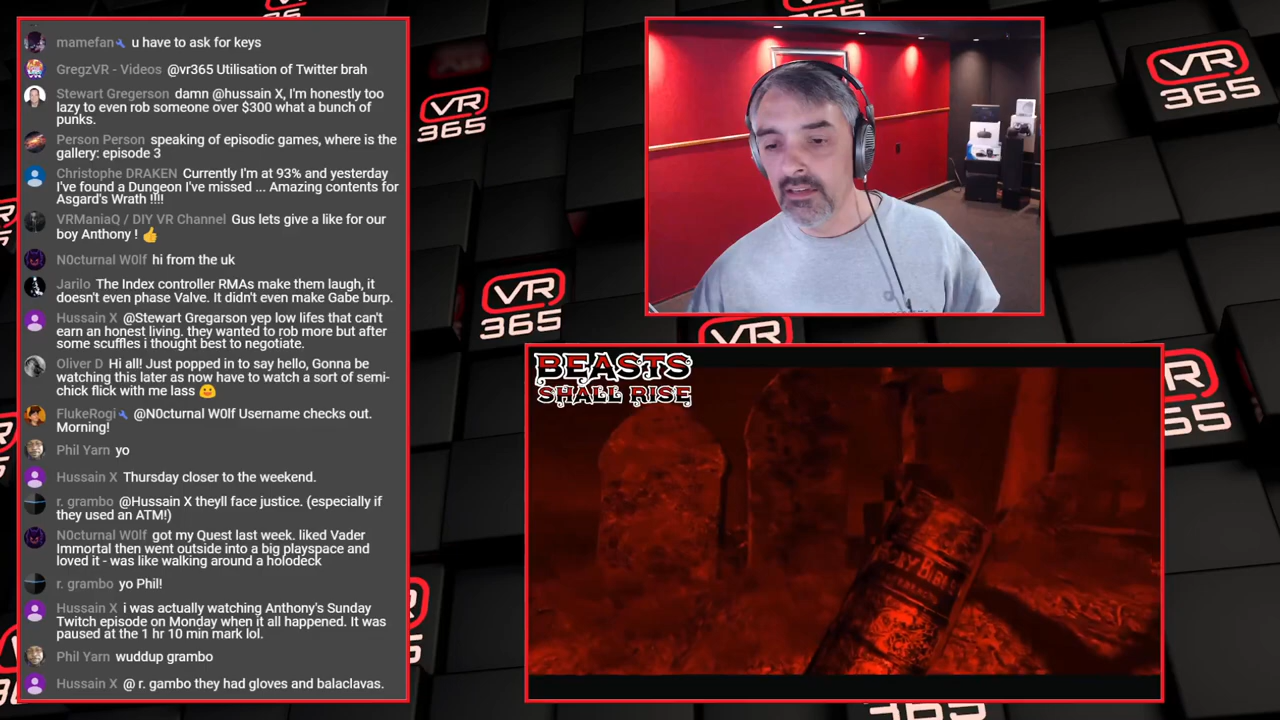 mamefan u have to ask for keys
GregzVR - Videos @vr365 Utilisation of Twitter brah
Stewart Gregerson damn @hussain X, I'm honestly too
lazy to even rob someone over $300 what a bunch of
punks.
Person Person speaking of episodic games, where is the
gallery: episode 3
Christophe DRAKEN Currently I'm at 93% and yesterday
I've found a Dungeon I've missed ... Amazing contents for
Asgard's Wrath !!!!
VRManiaQ / DIY VR Channel Gus lets give a like for our
boy Anthony ! 👍
N0cturnal W0lf hi from the uk
Jarilo The Index controller RMAs make them laugh, it
doesn't even phase Valve. It didn't even make Gabe burp.
Hussain X @Stewart Gregarson yep low lifes that can't
earn an honest living. they wanted to rob more but after
some scuffles i thought best to negotiate.
Oliver D Hi all! Just popped in to say hello, Gonna be
watching this later as now have to watch a sort of semi-
chick flick with me lass
FlukeRogi @N0cturnal W0lf Username checks out.
Morning!
Phil Yarn yo
Hussain X Thursday closer to the weekend.
r. grambo @Hussain X theyll face justice. (especially if
they used an ATM!)
N0cturnal W0lf got my Quest last week. liked Vader
Immortal then went outside into a big playspace and
loved it - was like walking around a holodeck
r. grambo yo Phil!
Hussain X i was actually watching Anthony's Sunday
Twitch episode on Monday when it all happened. It was
paused at the 1 hr 10 min mark lol.
Phil Yarn wuddup grambo
Hussain X @ r. gambo they had gloves and balaclavas.
VR
365
VR
365
VR
365
VR
VR
365
365
BEASTS
SHALL RISE